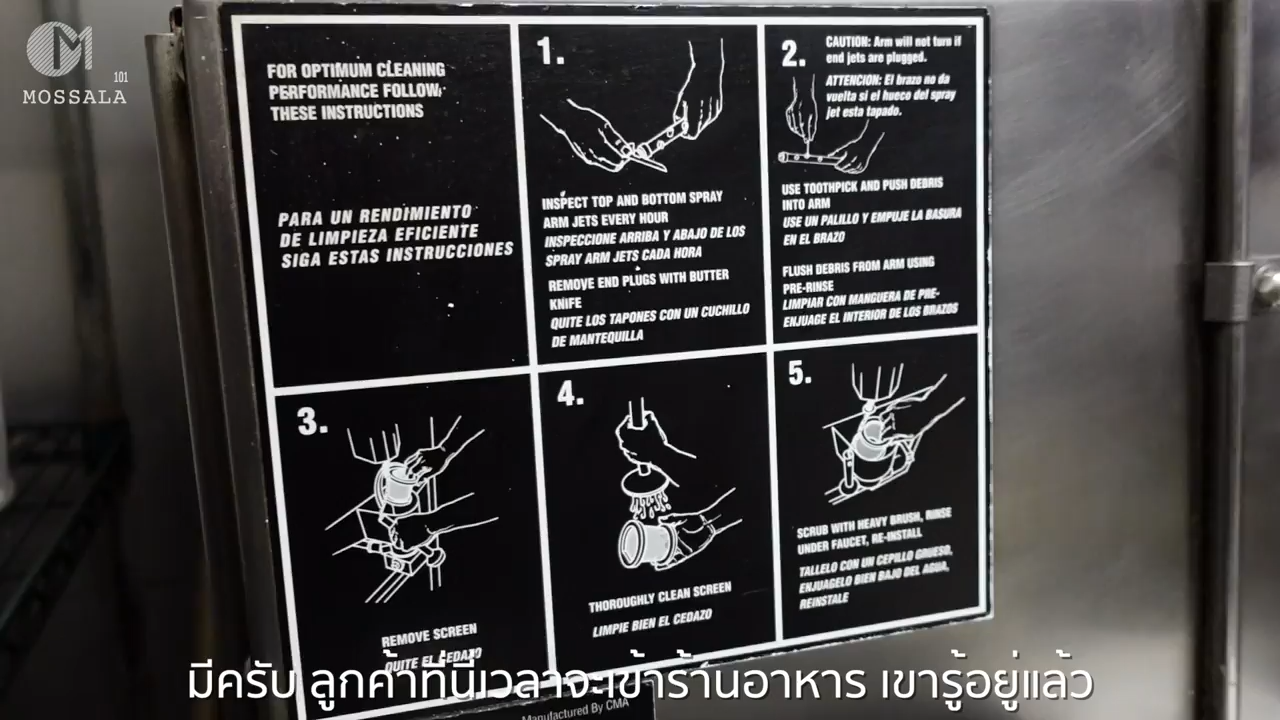 101
MOSSALA
FOR OPTIMUM CLEANING
PERFORMANCE FOLLOW
THESE INSTRUCTIONS
PARA UN RENDIMIENTO
DE LIMPIEZA EFICIENTE
SIGA ESTAS INSTRUCCIONES
1.
INSPECT TOP AND BOTTOM SPRAY
ARM JETS EVERY HOUR
INSPECCIONE ARRIBA Y ABAJO DE LOS
SPRAY ARM JETS CADA HORA
REMOVE END PLUGS WITH BUTTER
KNIFE
QUITE LOS TAPONES CON UN CUCHILLO
DE MANTEQUILLA
2.
CAUTION: Arm will not turn if
end jets are plugged.
ATTENCION: El brazo no da
vuelta si el hueco del spray
jet esta tapado.
USE TOOTHPICK AND PUSH DEBRIS
INTO ARM
USE UN PALILLO Y EMPUJE LA BASURA
EN EL BRAZO
FLUSH DEBRIS FROM ARM USING
PRE-RINSE
LIMPIAR CON MANGUERA DE PRE-
ENJUAGE EL INTERIOR DE LOS BRAZOS
3.
REMOVE SCREEN
QUITE EL CEDAZO
4.
THOROUGHLY CLEAN SCREEN
LIMPIE BIEN EL CEDAZO
5.
SCRUB WITH HEAVY BRUSH, RINSE
UNDER FAUCET, RE-INSTALL
TALLELO CON UN CEPILLO GRUESO,
ENJUAGELO BIEN BAJO DEL AGUA,
REINSTALE
Manufactured By CMA
มีครับ ลูกค้าที่นี่เวลาจะเข้าร้านอาหาร เขารู้อยู่แล้ว